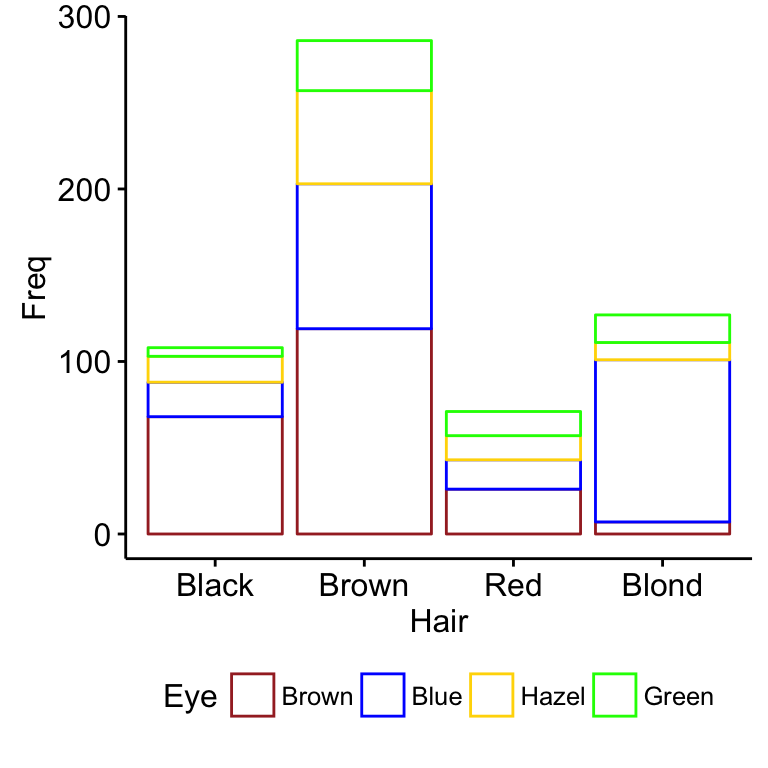 300
200
100
0
Freq
Black Brown Red Blond
Hair
Eye Brown Blue Hazel Green